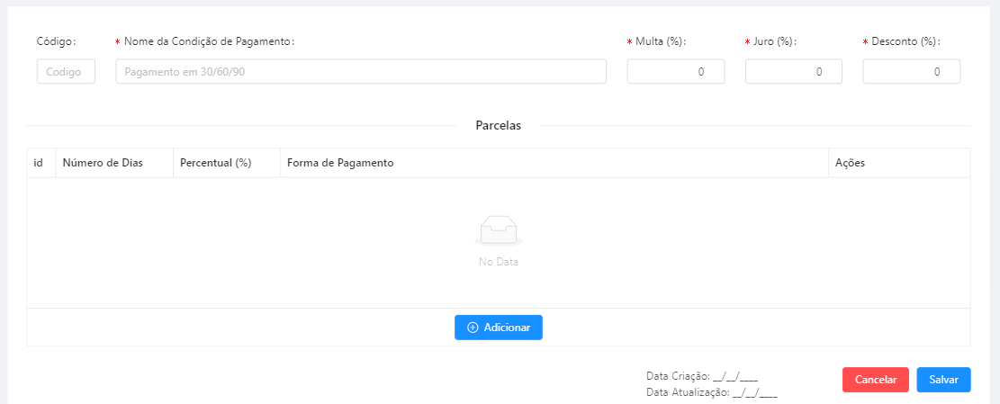 Código: * Nome da Condição de Pagamento: * Multa (%): * Juro (%): * Desconto (%):
Codigo Pagamento em 30/60/90 0 0 0
Parcelas
id Número de Dias Percentual (%) Forma de Pagamento Ações
No Data
Adicionar
Data Criação: __/__/____ Cancelar Salvar
Data Atualização: __/__/____